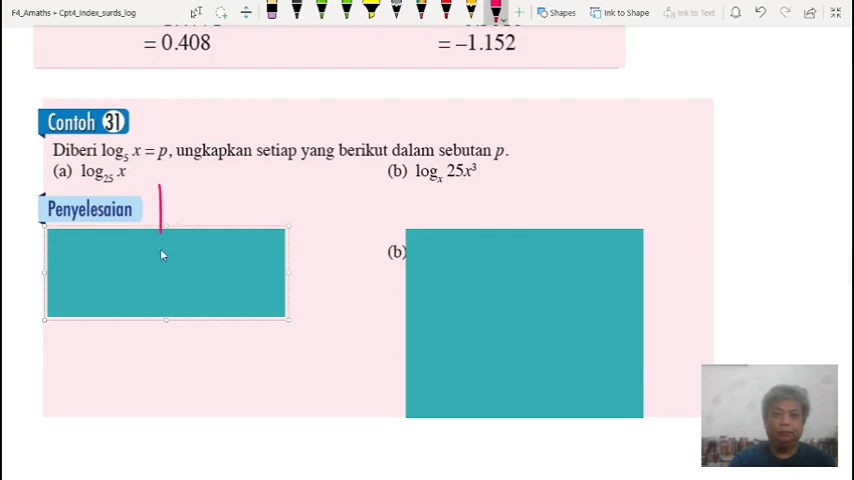 F4_Amaths » Cpt4_Index_surds_log
Shapes
Ink to Shape
Ink to Text
= 0.408
= –1.152
Contoh 31
Diberi log₅ x = p, ungkapkan setiap yang berikut dalam sebutan p.
(a) log₂₅ x
(b) logₓ 25x³
Penyelesaian
(b)